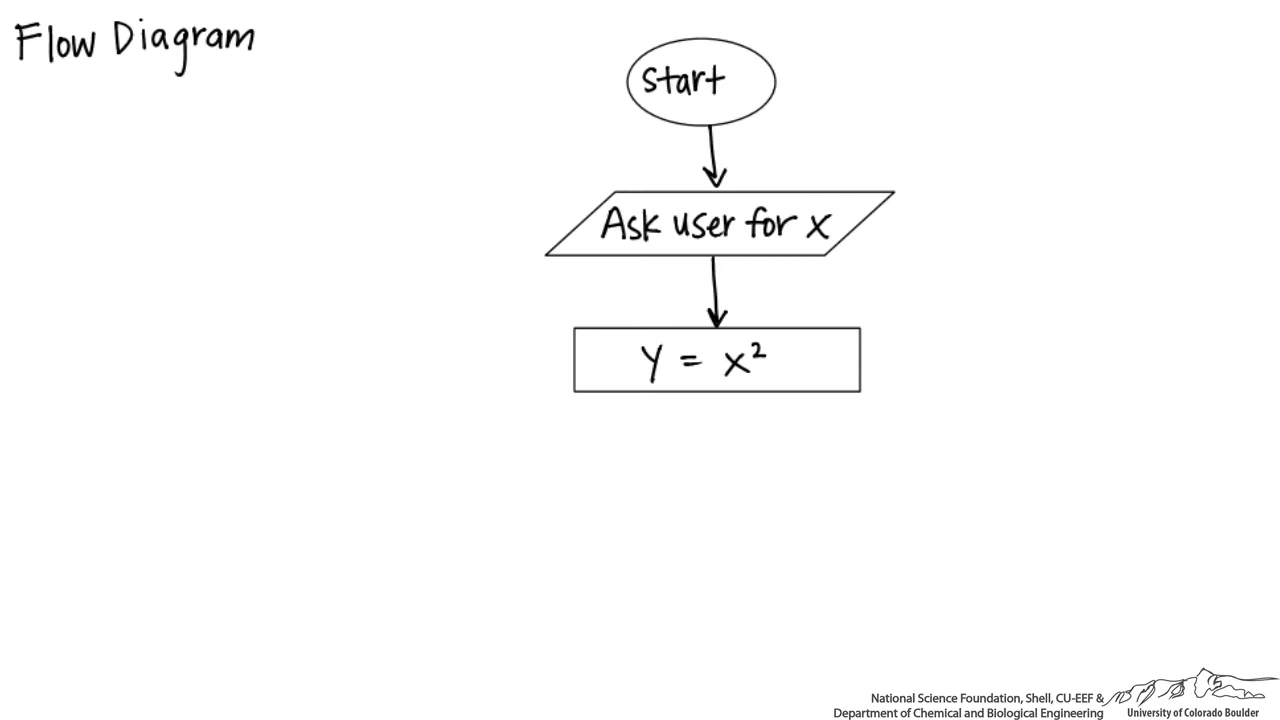 Flow Diagram
Start
Ask user for x
y = x²
National Science Foundation, Shell, CU-EEF &
Department of Chemical and Biological Engineering
University of Colorado Boulder